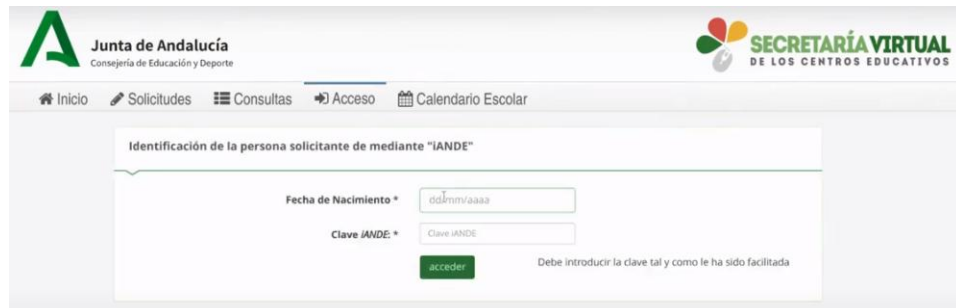 Junta de Andalucía
Consejería de Educación y Deporte
SECRETARÍA VIRTUAL
DE LOS CENTROS EDUCATIVOS
Inicio Solicitudes Consultas Acceso Calendario Escolar
Identificación de la persona solicitante de mediante "iANDE"
Fecha de Nacimiento * dd/mm/aaaa
Clave iANDE: * Clave iANDE
acceder Debe introducir la clave tal y como le ha sido facilitada